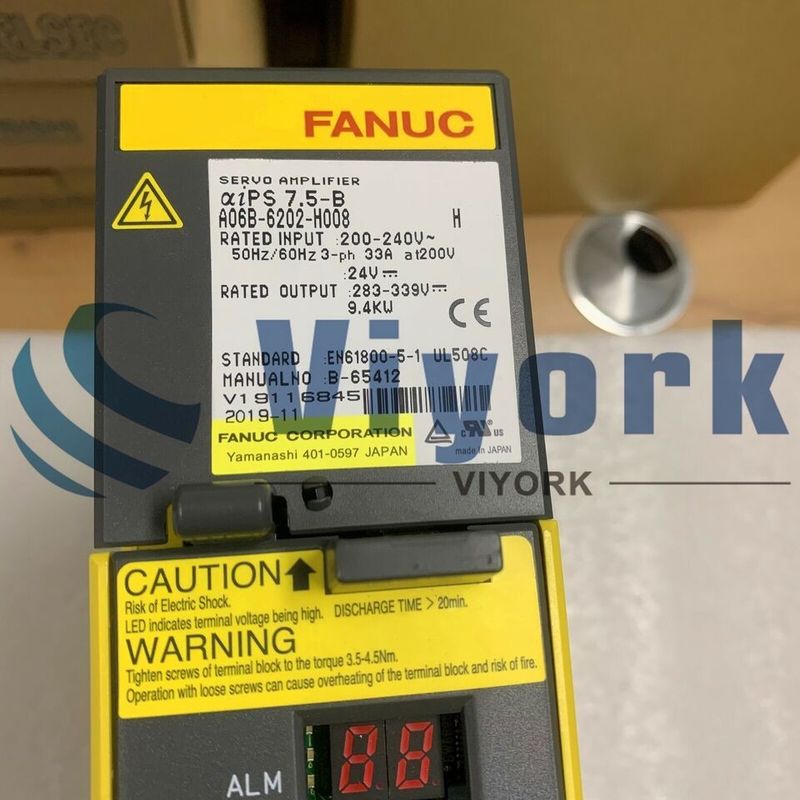 FANUC
SERVO AMPLIFIER
αiPS 7.5-B
A06B-6202-H008 H
RATED INPUT :200-240V~
50Hz/60Hz 3-ph 33A at200V
:24V⎓
RATED OUTPUT :283-339V⎓
9.4KW
CE
STANDARD :EN61800-5-1 UL508C
MANUALNO :B-65412
V19116845
2019-11
FANUC CORPORATION
Yamanashi 401-0597 JAPAN
c UR us
made in JAPAN
Viyork
VIYORK
CAUTION
Risk of Electric Shock.
LED indicates terminal voltage being high. DISCHARGE TIME > 20min.
WARNING
Tighten screws of terminal block to the torque 3.5-4.5Nm.
Operation with loose screws can cause overheating of the terminal block and risk of fire.
ALM
88